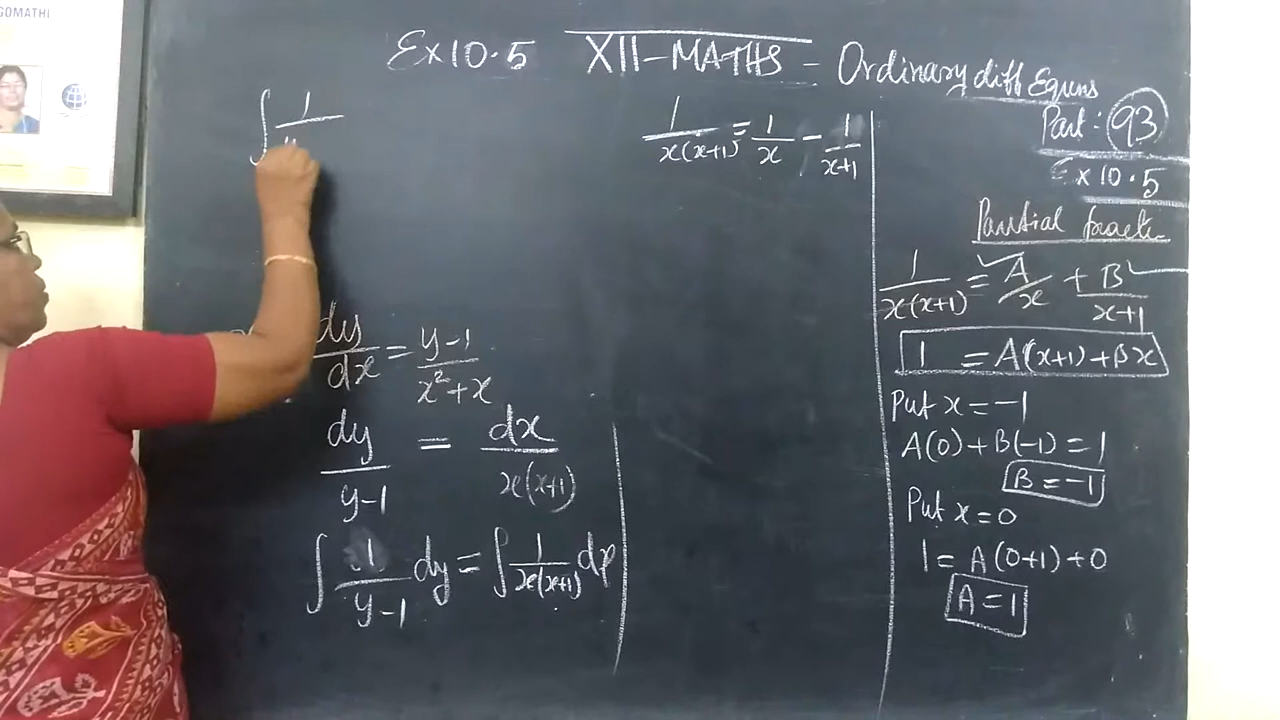 GOMATHI
Ex 10.5 XII-MATHS - Ordinary diff Equns
Part: 93
Ex 10.5
∫ 1/
1/x(x+1) = 1/x - 1/x+1
Partial fracti-
1/x(x+1) = A/x + B/x+1
1 = A(x+1)+Bx
Put x = -1
A(0)+B(-1) = 1
B = -1
Put x = 0
1 = A(0+1)+0
A = 1
dy/dx = y-1/x²+x
dy/y-1 = dx/x(x+1)
∫ 1/y-1 dy = ∫ 1/x(x+1) dx